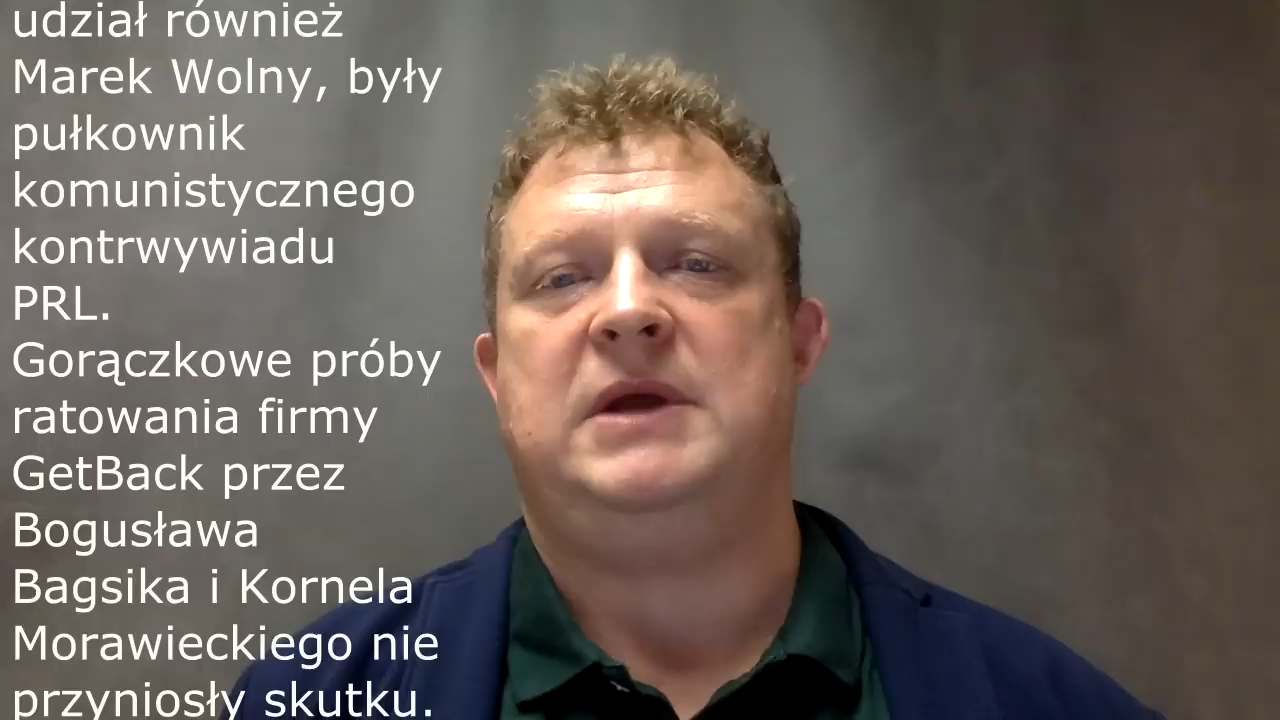 udział również
Marek Wolny, były
pułkownik
komunistycznego
kontrwywiadu
PRL.
Gorączkowe próby
ratowania firmy
GetBack przez
Bogusława
Bagsika i Kornela
Morawieckiego nie
przyniosły skutku.